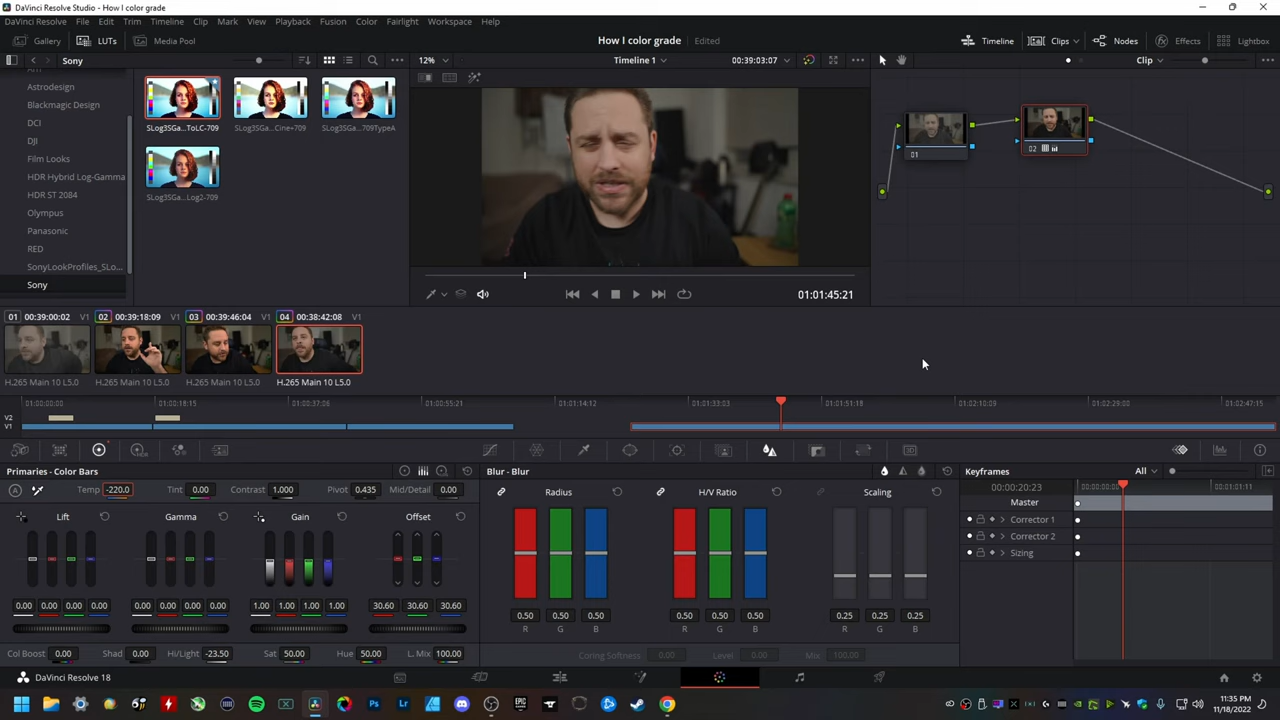 DaVinci Resolve Studio - How I color grade
DaVinci Resolve File Edit Trim Timeline Clip Mark View Playback Fusion Color Fairlight Workspace Help
Gallery LUTs Media Pool How I color grade Edited Timeline Clips Nodes Effects Lightbox
Sony 12% Timeline 1 00:39:03:07 Clip
Astrodesign
Blackmagic Design
DCI
DJI
Film Looks
HDR Hybrid Log-Gamma
HDR ST 2084
Olympus
Panasonic
RED
SonyLookProfiles_SLo...
Sony
SLog3SGa...ToLC-709 SLog3SGa...Cine+709 SLog3SGa...709TypeA
SLog3SGa...Log2-709
01
02
01:01:45:21
01 00:39:00:02 V1 02 00:39:18:09 V1 03 00:39:46:04 V1 04 00:38:42:08 V1
H.265 Main 10 L5.0 H.265 Main 10 L5.0 H.265 Main 10 L5.0 H.265 Main 10 L5.0
01:00:00:00 01:00:18:15 01:00:37:06 01:00:55:21 01:01:14:12 01:01:33:03 01:01:51:18 01:02:10:09 01:02:29:00 01:02:47:15
V2
V1
Primaries - Color Bars Blur - Blur Keyframes All
Temp -220.0 Tint 0.00 Contrast 1.000 Pivot 0.435 Mid/Detail 0.00
Radius H/V Ratio Scaling
00:00:20:23 00:00:00:00 00:01:01:11
Master
Corrector 1
Corrector 2
Sizing
Lift Gamma Gain Offset
0.00 0.00 0.00 0.00 0.00 0.00 0.00 0.00 1.00 1.00 1.00 1.00 30.60 30.60 30.60
0.50 0.50 0.50 0.50 0.50 0.50 0.25 0.25 0.25
R G B R G B R G B
Col Boost 0.00 Shad 0.00 Hi/Light -23.50 Sat 50.00 Hue 50.00 L. Mix 100.00
Coring Softness 0.00 Level 0.00 Mix 100.00
DaVinci Resolve 18
11:35 PM
11/18/2022